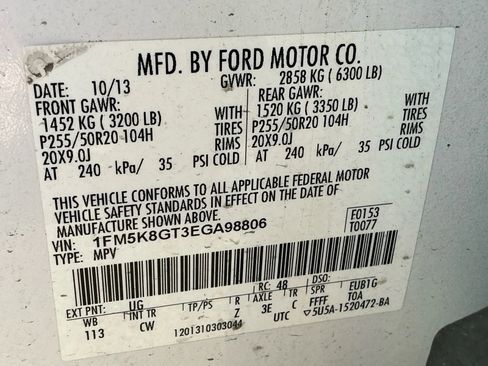 MFD. BY FORD MOTOR CO.
DATE: 10/13 GVWR: 2858 KG ( 6300 LB)
FRONT GAWR: REAR GAWR:
1452 KG ( 3200 LB) WITH 1520 KG ( 3350 LB) WITH
P255/50R20 104H TIRES P255/50R20 104H TIRES
20X9.0J RIMS 20X9.0J RIMS
AT 240 kPa/ 35 PSI COLD AT 240 kPa/ 35 PSI COLD
THIS VEHICLE CONFORMS TO ALL APPLICABLE FEDERAL MOTOR
VEHICLE SAFETY STANDARDS IN EFFECT ON THE DATE OF
MANUFACTURE SHOWN ABOVE.
VIN: 1FM5K8GT3EGA98806 F0153
TYPE: MPV T0077
EXT PNT: UG RC: 48 DSO:
WB INT TR TP/PS R AXLE TR SPR EUB1G
113 CW Z 3E C FFFF TOA
1201310303044 UTC ▽5U5A-1520472-BA